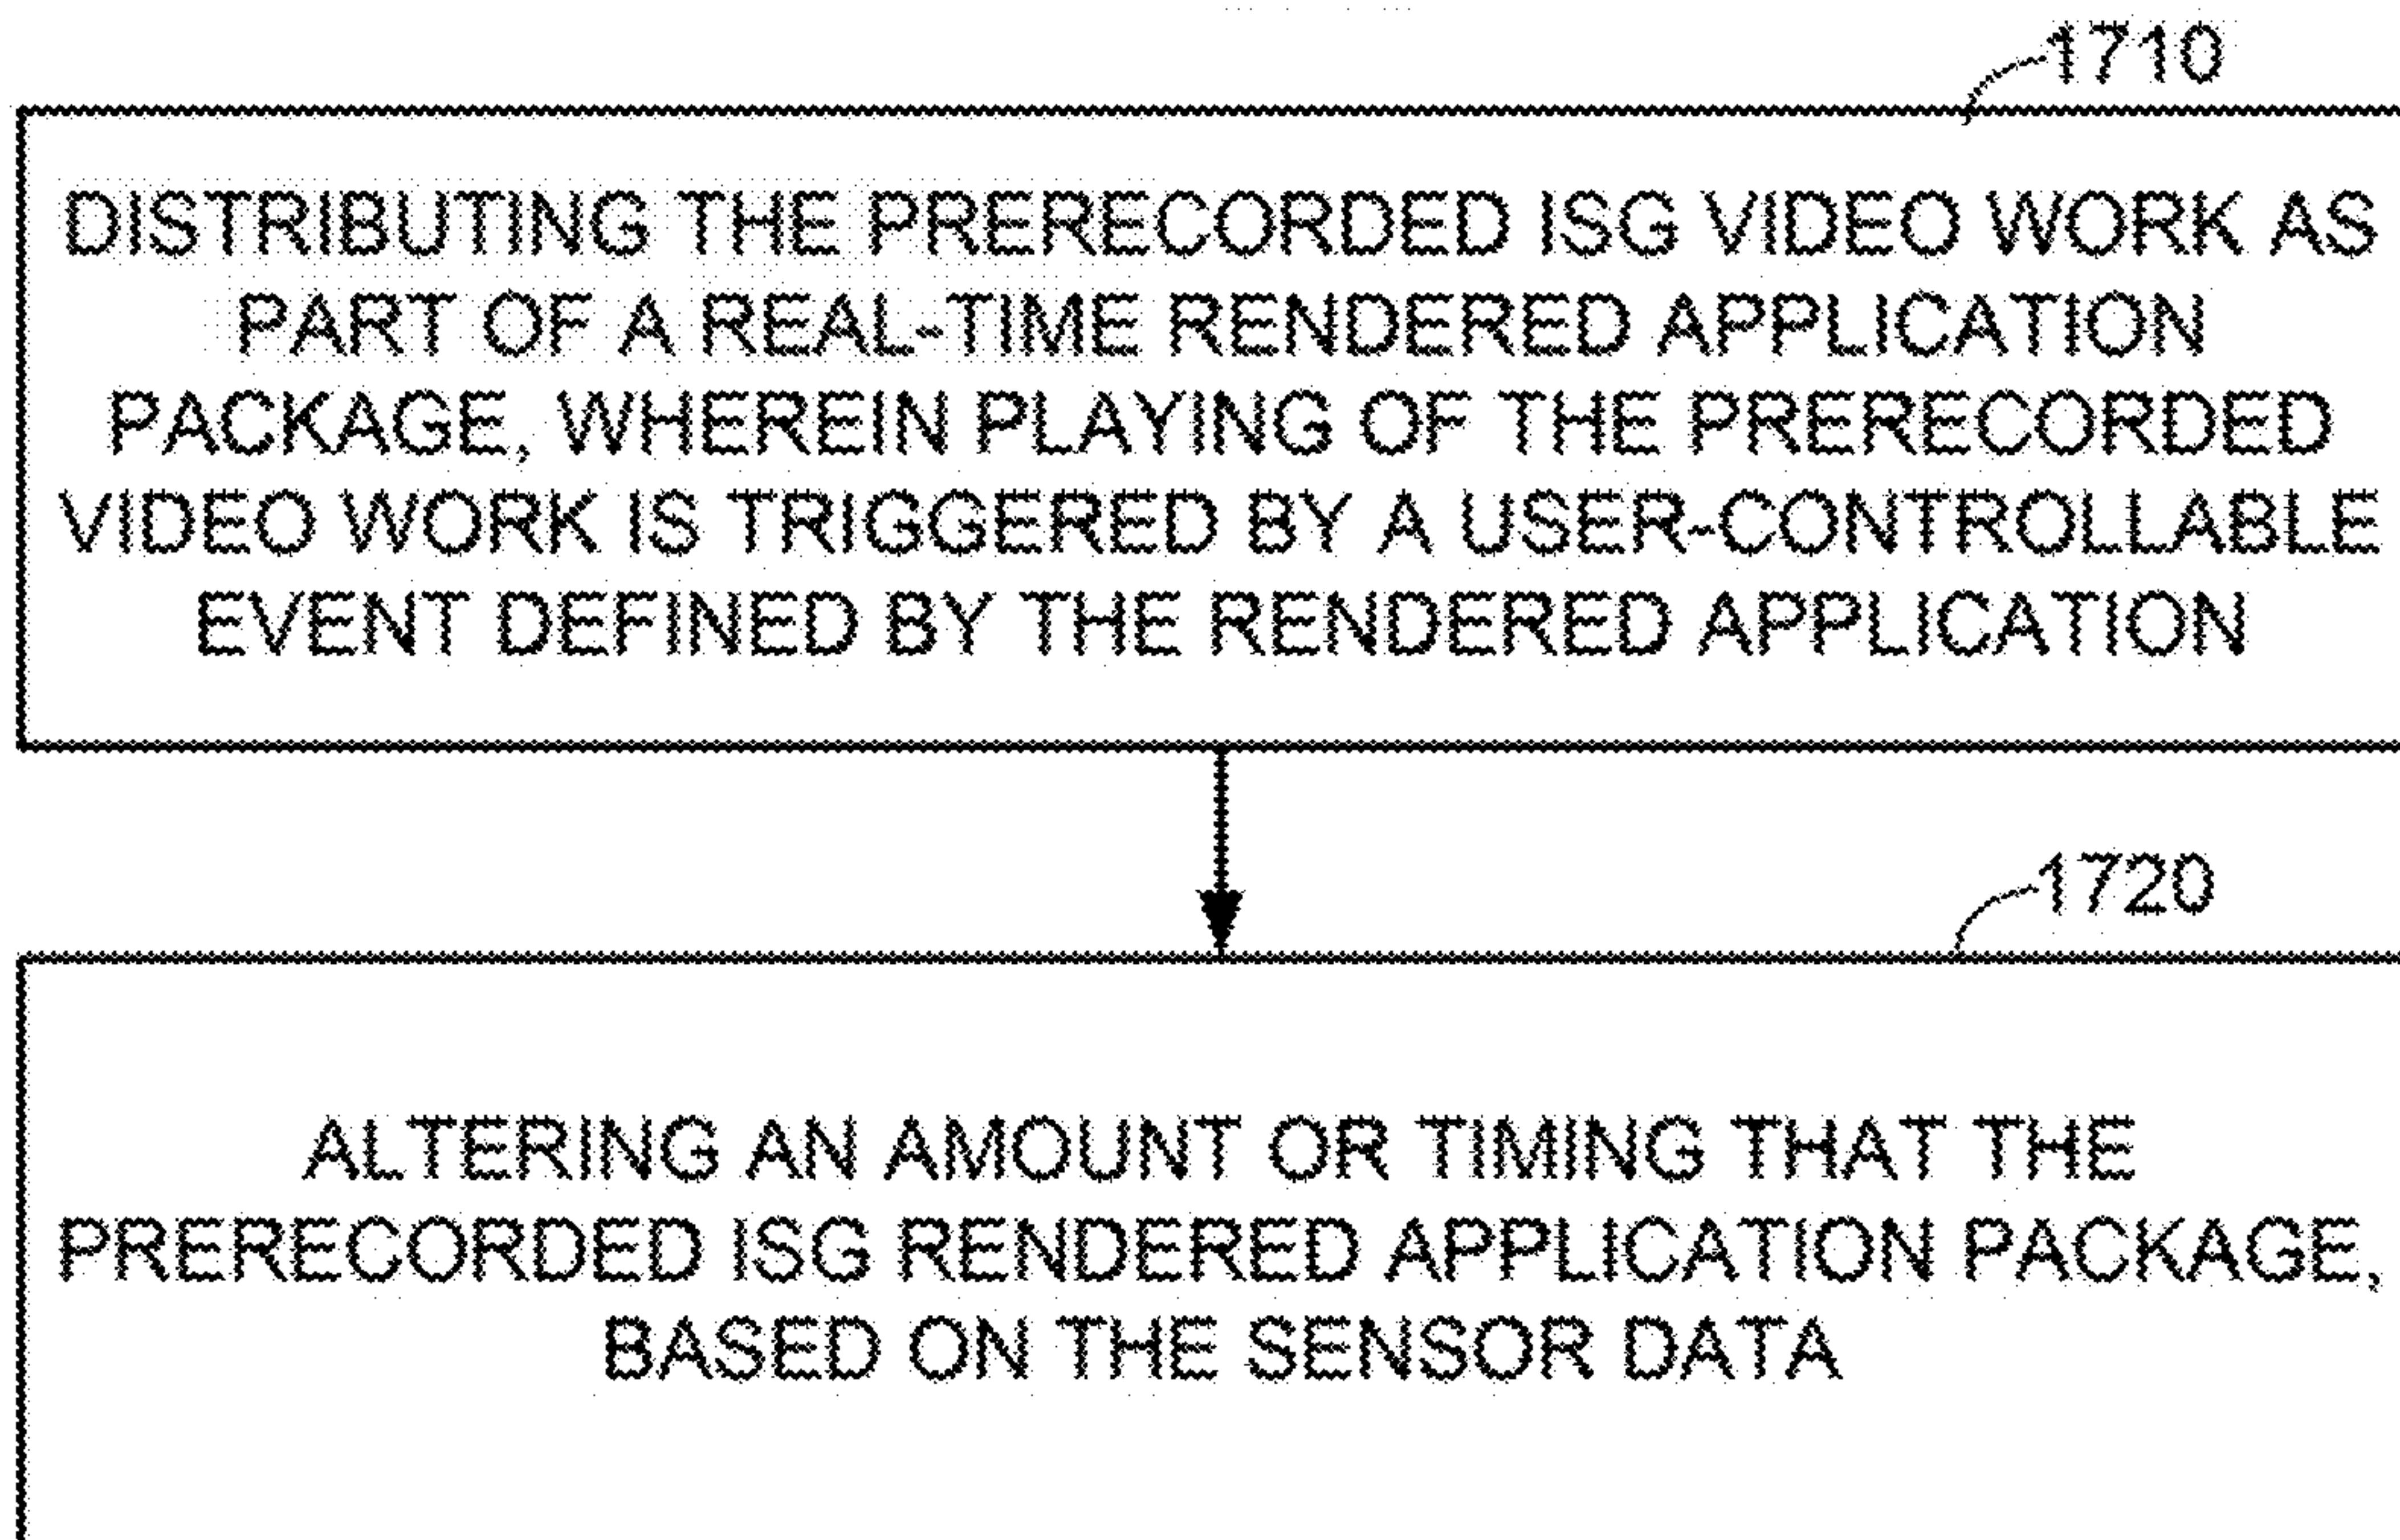 1710
DISTRIBUTING THE PRERECORDED ISG VIDEO WORK AS
PART OF A REAL-TIME RENDERED APPLICATION
PACKAGE, WHEREIN PLAYING OF THE PRERECORDED
VIDEO WORK IS TRIGGERED BY A USER-CONTROLLABLE
EVENT DEFINED BY THE RENDERED APPLICATION
1720
ALTERING AN AMOUNT OR TIMING THAT THE
PRERECORDED ISG RENDERED APPLICATION PACKAGE,
BASED ON THE SENSOR DATA